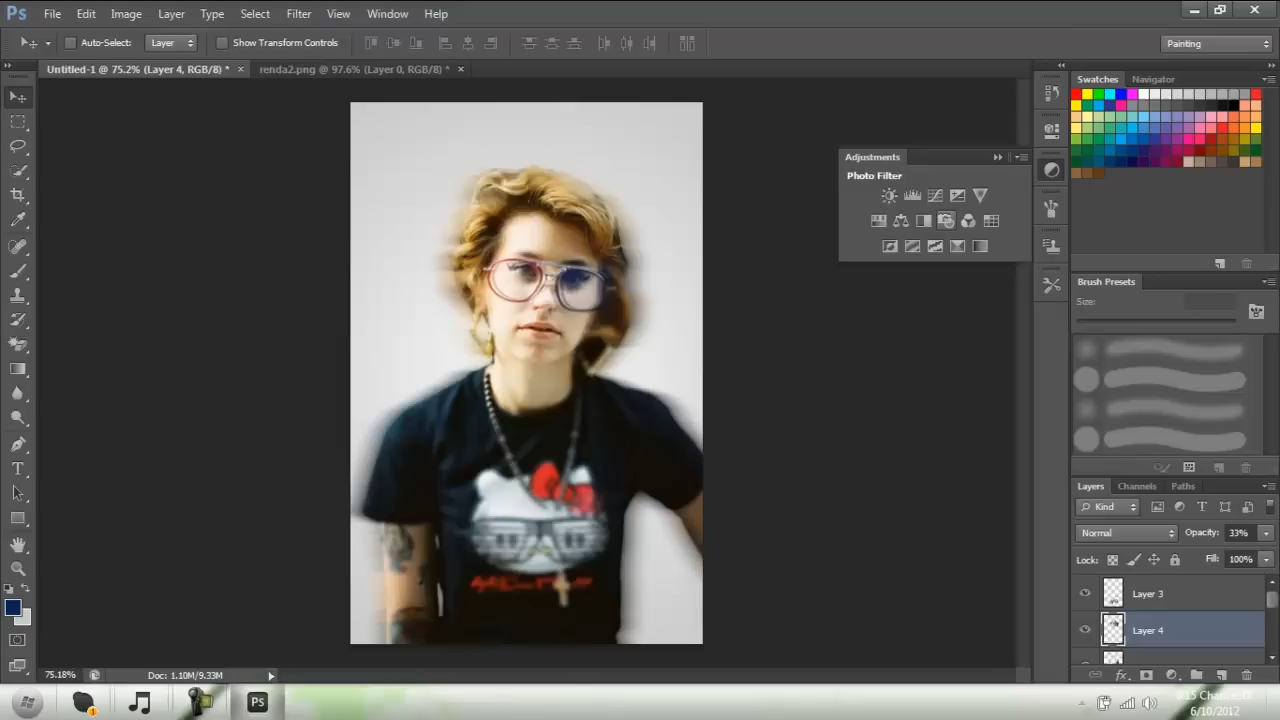 Ps File Edit Image Layer Type Select Filter View Window Help
Auto-Select: Layer Show Transform Controls Painting
Untitled-1 @ 75.2% (Layer 4, RGB/8) * × renda2.png @ 97.6% (Layer 0, RGB/8) * ×
Swatches Navigator
Adjustments
Photo Filter
Brush Presets
Size:
Layers Channels Paths
Kind
Normal Opacity: 33%
Lock: Fill: 100%
Layer 3
Layer 4
75.18% Doc: 1.10M/9.33M
Ps
6/10/2012